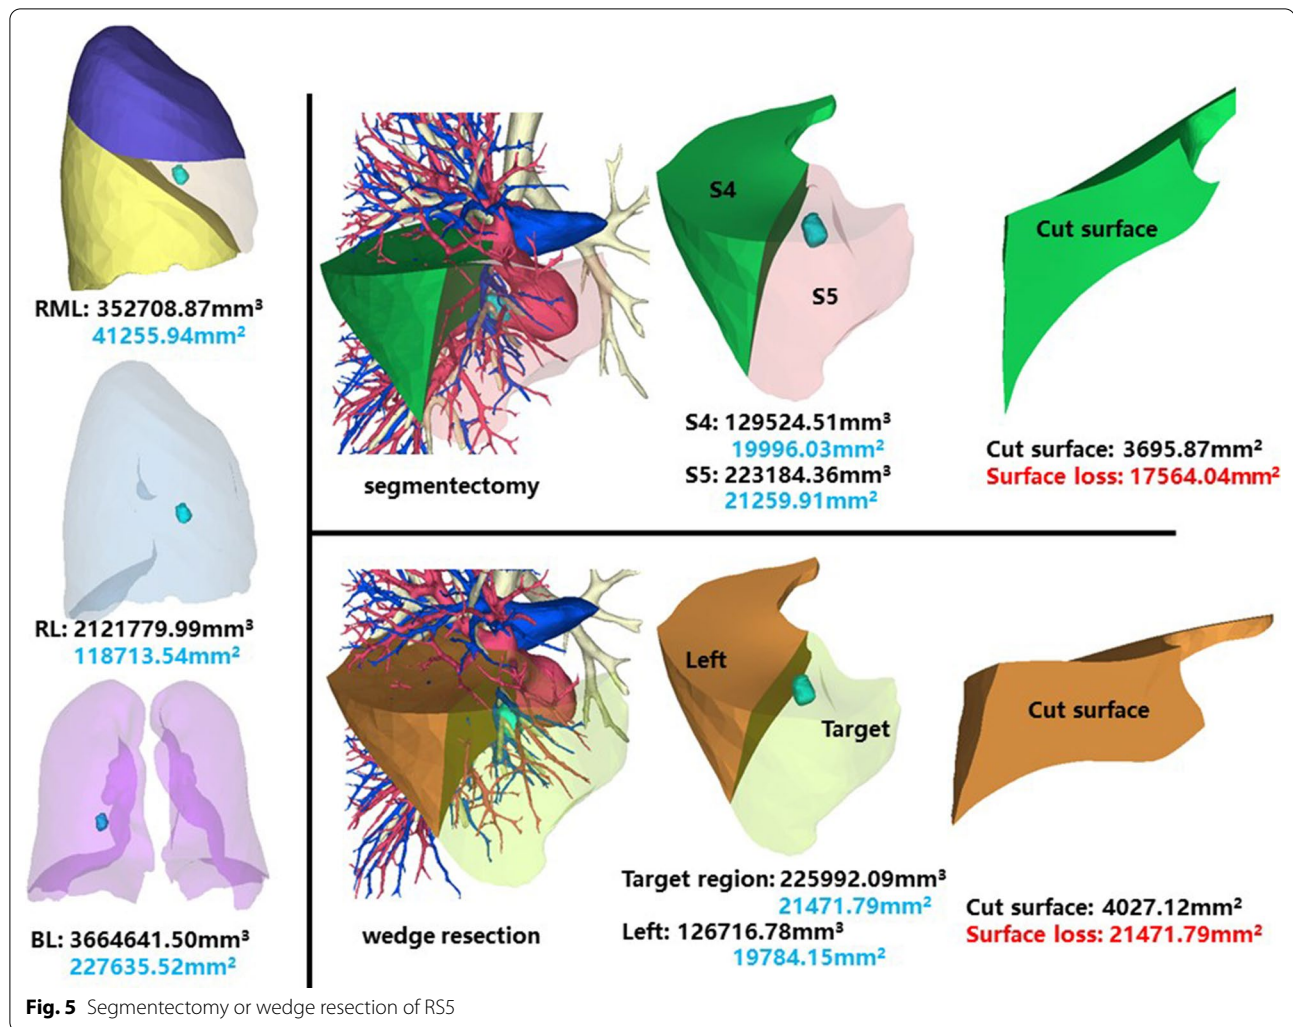 RML: 352708.87mm³
41255.94mm²
RL: 2121779.99mm³
118713.54mm²
BL: 3664641.50mm³
227635.52mm²
segmentectomy
S4
S5
S4: 129524.51mm³
19996.03mm²
S5: 223184.36mm³
21259.91mm²
Cut surface
Cut surface: 3695.87mm²
Surface loss: 17564.04mm²
wedge resection
Left
Target
Target region: 225992.09mm³
21471.79mm²
Left: 126716.78mm³
19784.15mm²
Cut surface
Cut surface: 4027.12mm²
Surface loss: 21471.79mm²
Fig. 5 Segmentectomy or wedge resection of RS5